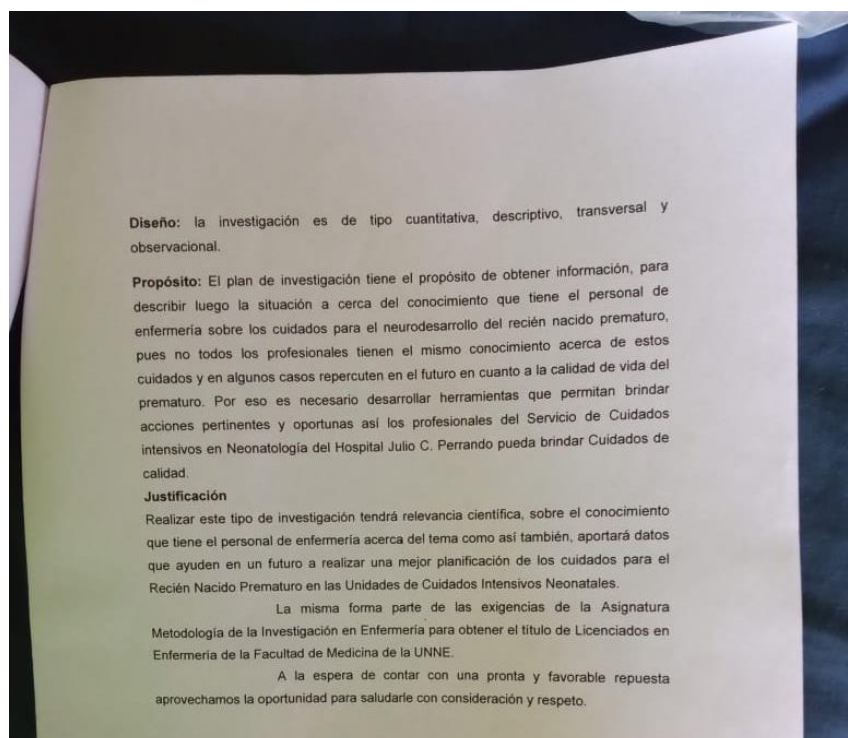 Diseño: la investigación es de tipo cuantitativa, descriptivo, transversal y
observacional.
Propósito: El plan de investigación tiene el propósito de obtener información, para
describir luego la situación a cerca del conocimiento que tiene el personal de
enfermería sobre los cuidados para el neurodesarrollo del recién nacido prematuro,
pues no todos los profesionales tienen el mismo conocimiento acerca de estos
cuidados y en algunos casos repercuten en el futuro en cuanto a la calidad de vida del
prematuro. Por eso es necesario desarrollar herramientas que permitan brindar
acciones pertinentes y oportunas así los profesionales del Servicio de Cuidados
intensivos en Neonatología del Hospital Julio C. Perrando pueda brindar Cuidados de
calidad.
Justificación
Realizar este tipo de investigación tendrá relevancia científica, sobre el conocimiento
que tiene el personal de enfermería acerca del tema como así también, aportará datos
que ayuden en un futuro a realizar una mejor planificación de los cuidados para el
Recién Nacido Prematuro en las Unidades de Cuidados Intensivos Neonatales.
La misma forma parte de las exigencias de la Asignatura
Metodología de la Investigación en Enfermería para obtener el título de Licenciados en
Enfermería de la Facultad de Medicina de la UNNE.
A la espera de contar con una pronta y favorable repuesta
aprovechamos la oportunidad para saludarle con consideración y respeto.